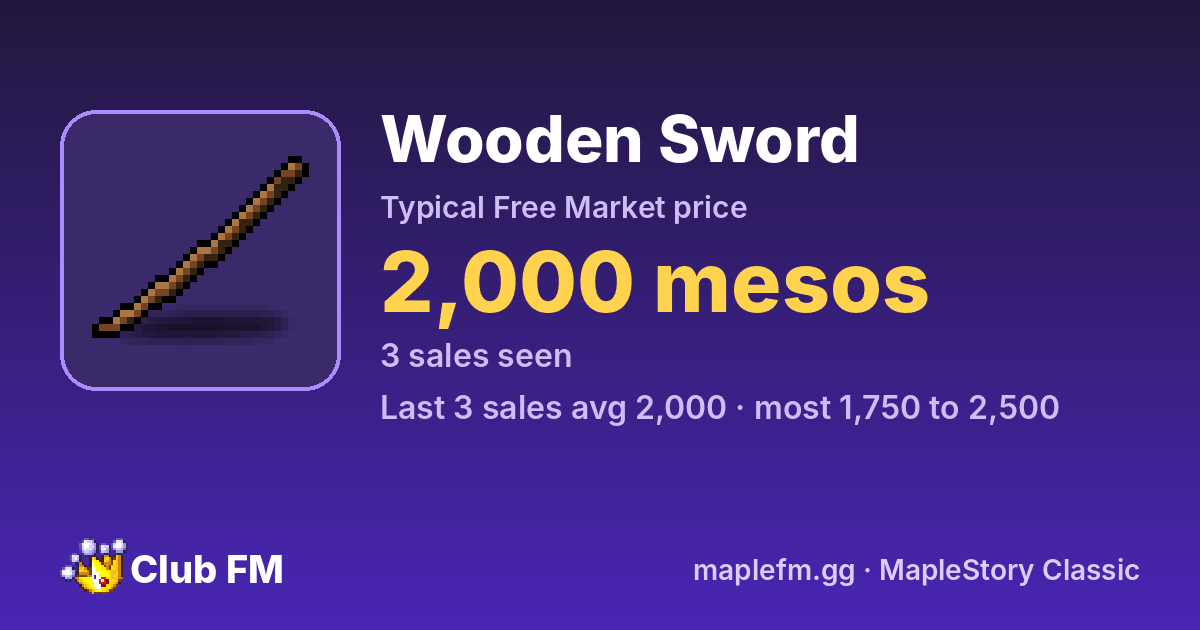 Wooden Sword
Typical Free Market price
2,000 mesos
3 sales seen
Last 3 sales avg 2,000 · most 1,750 to 2,500
Club FM
maplefm.gg · MapleStory Classic